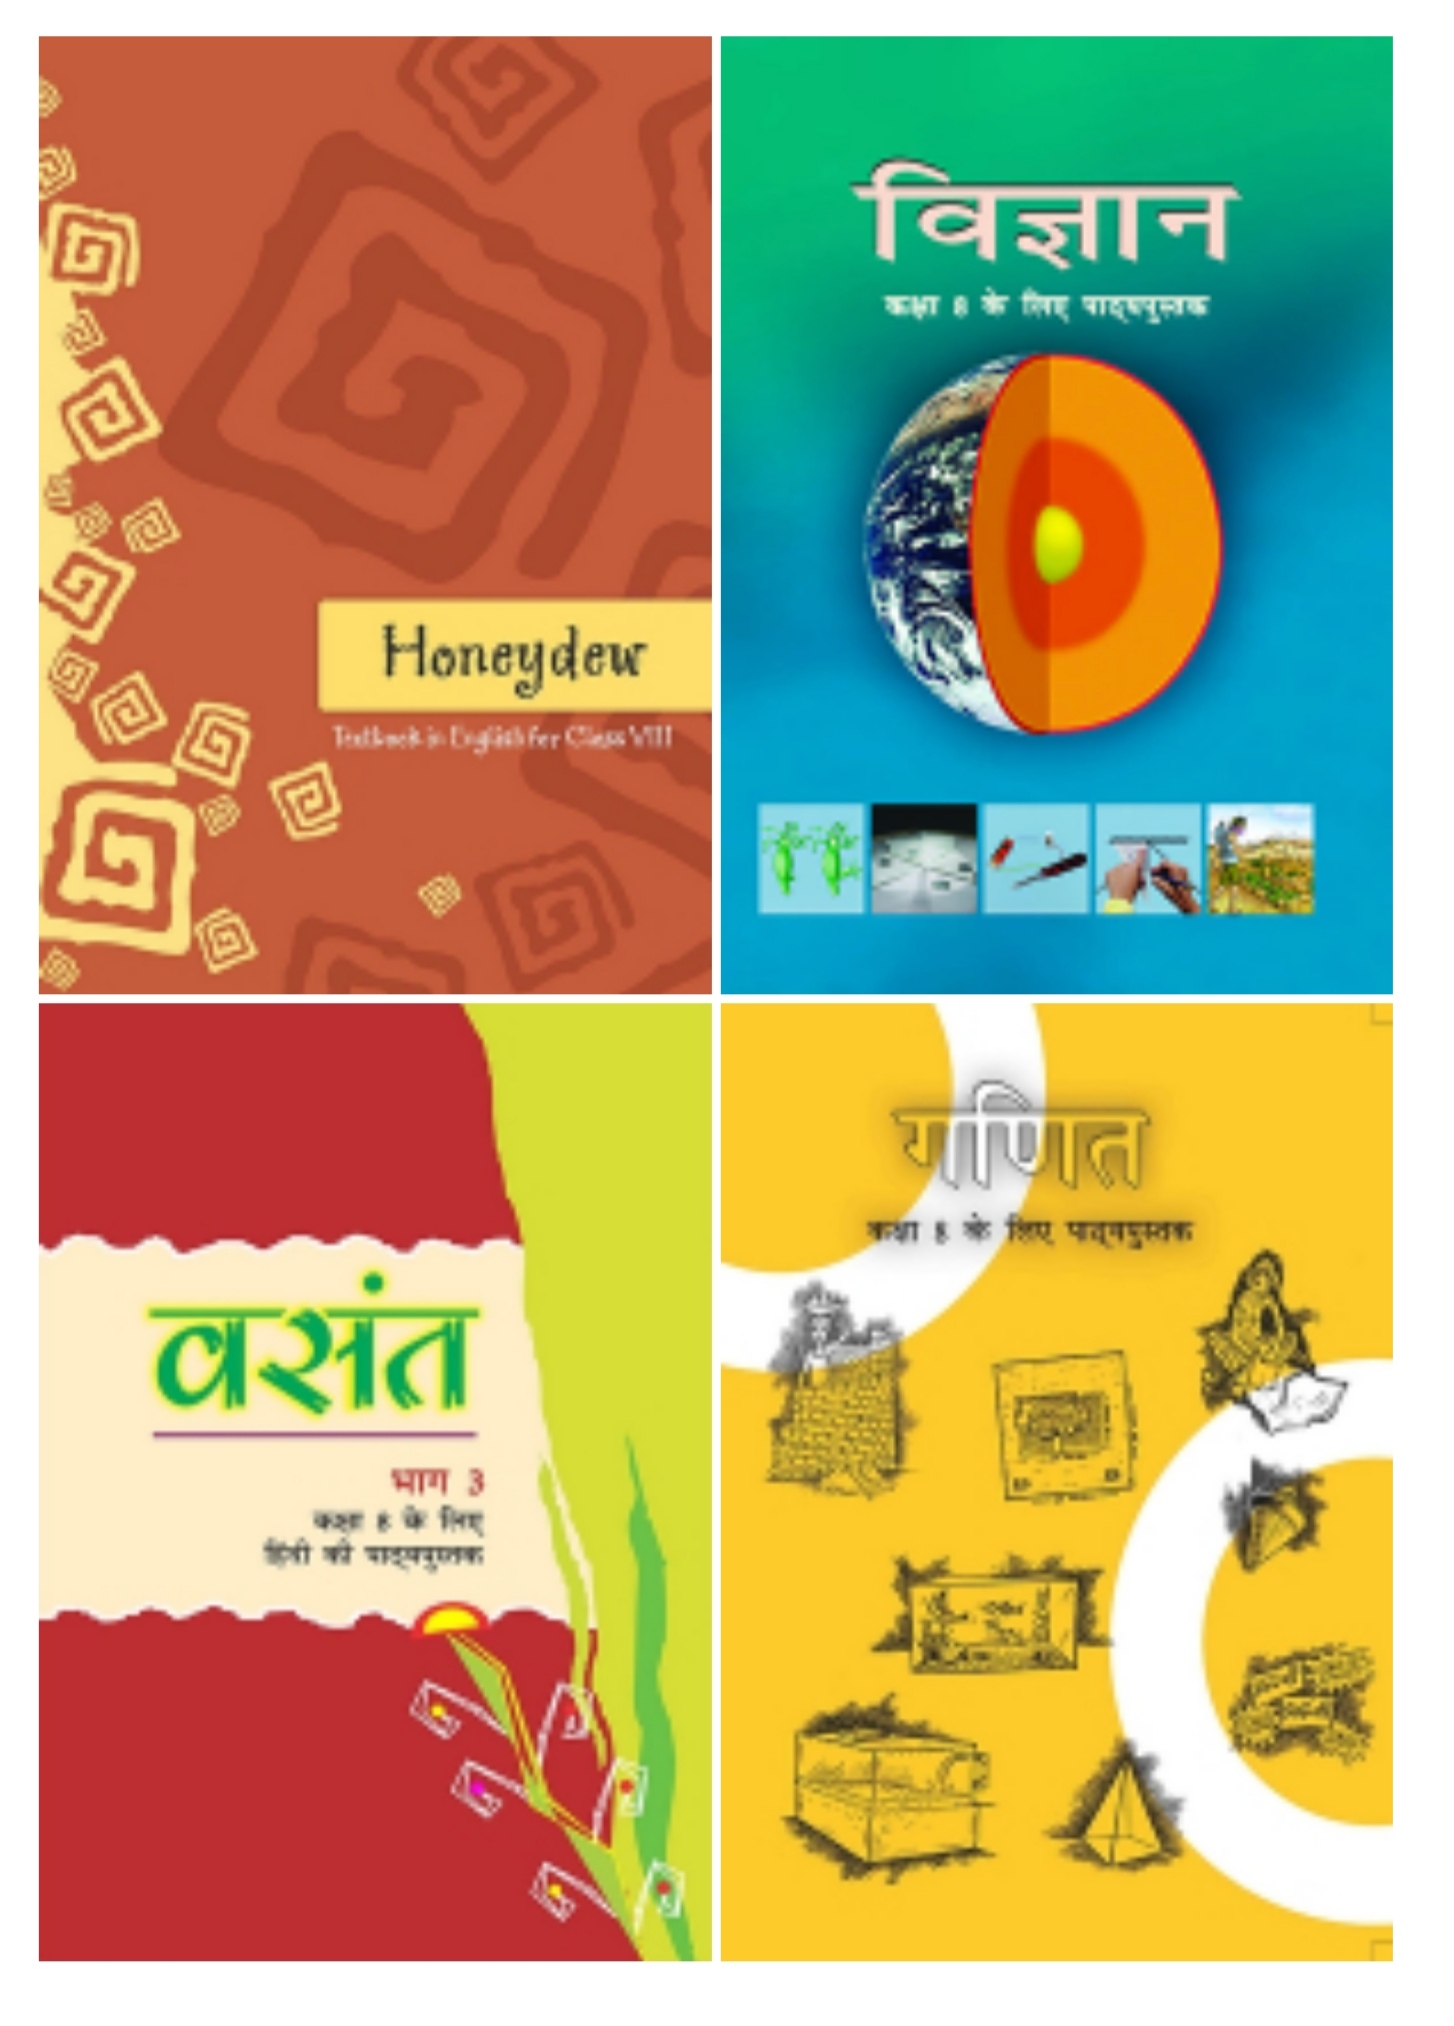 Honeydew
Textbook in English for Class VIII
विज्ञान
कक्षा 8 के लिए पाठ्यपुस्तक
वसंत
भाग 3
कक्षा 8 के लिए
हिंदी की पाठ्यपुस्तक
गणित
कक्षा 8 के लिए पाठ्यपुस्तक